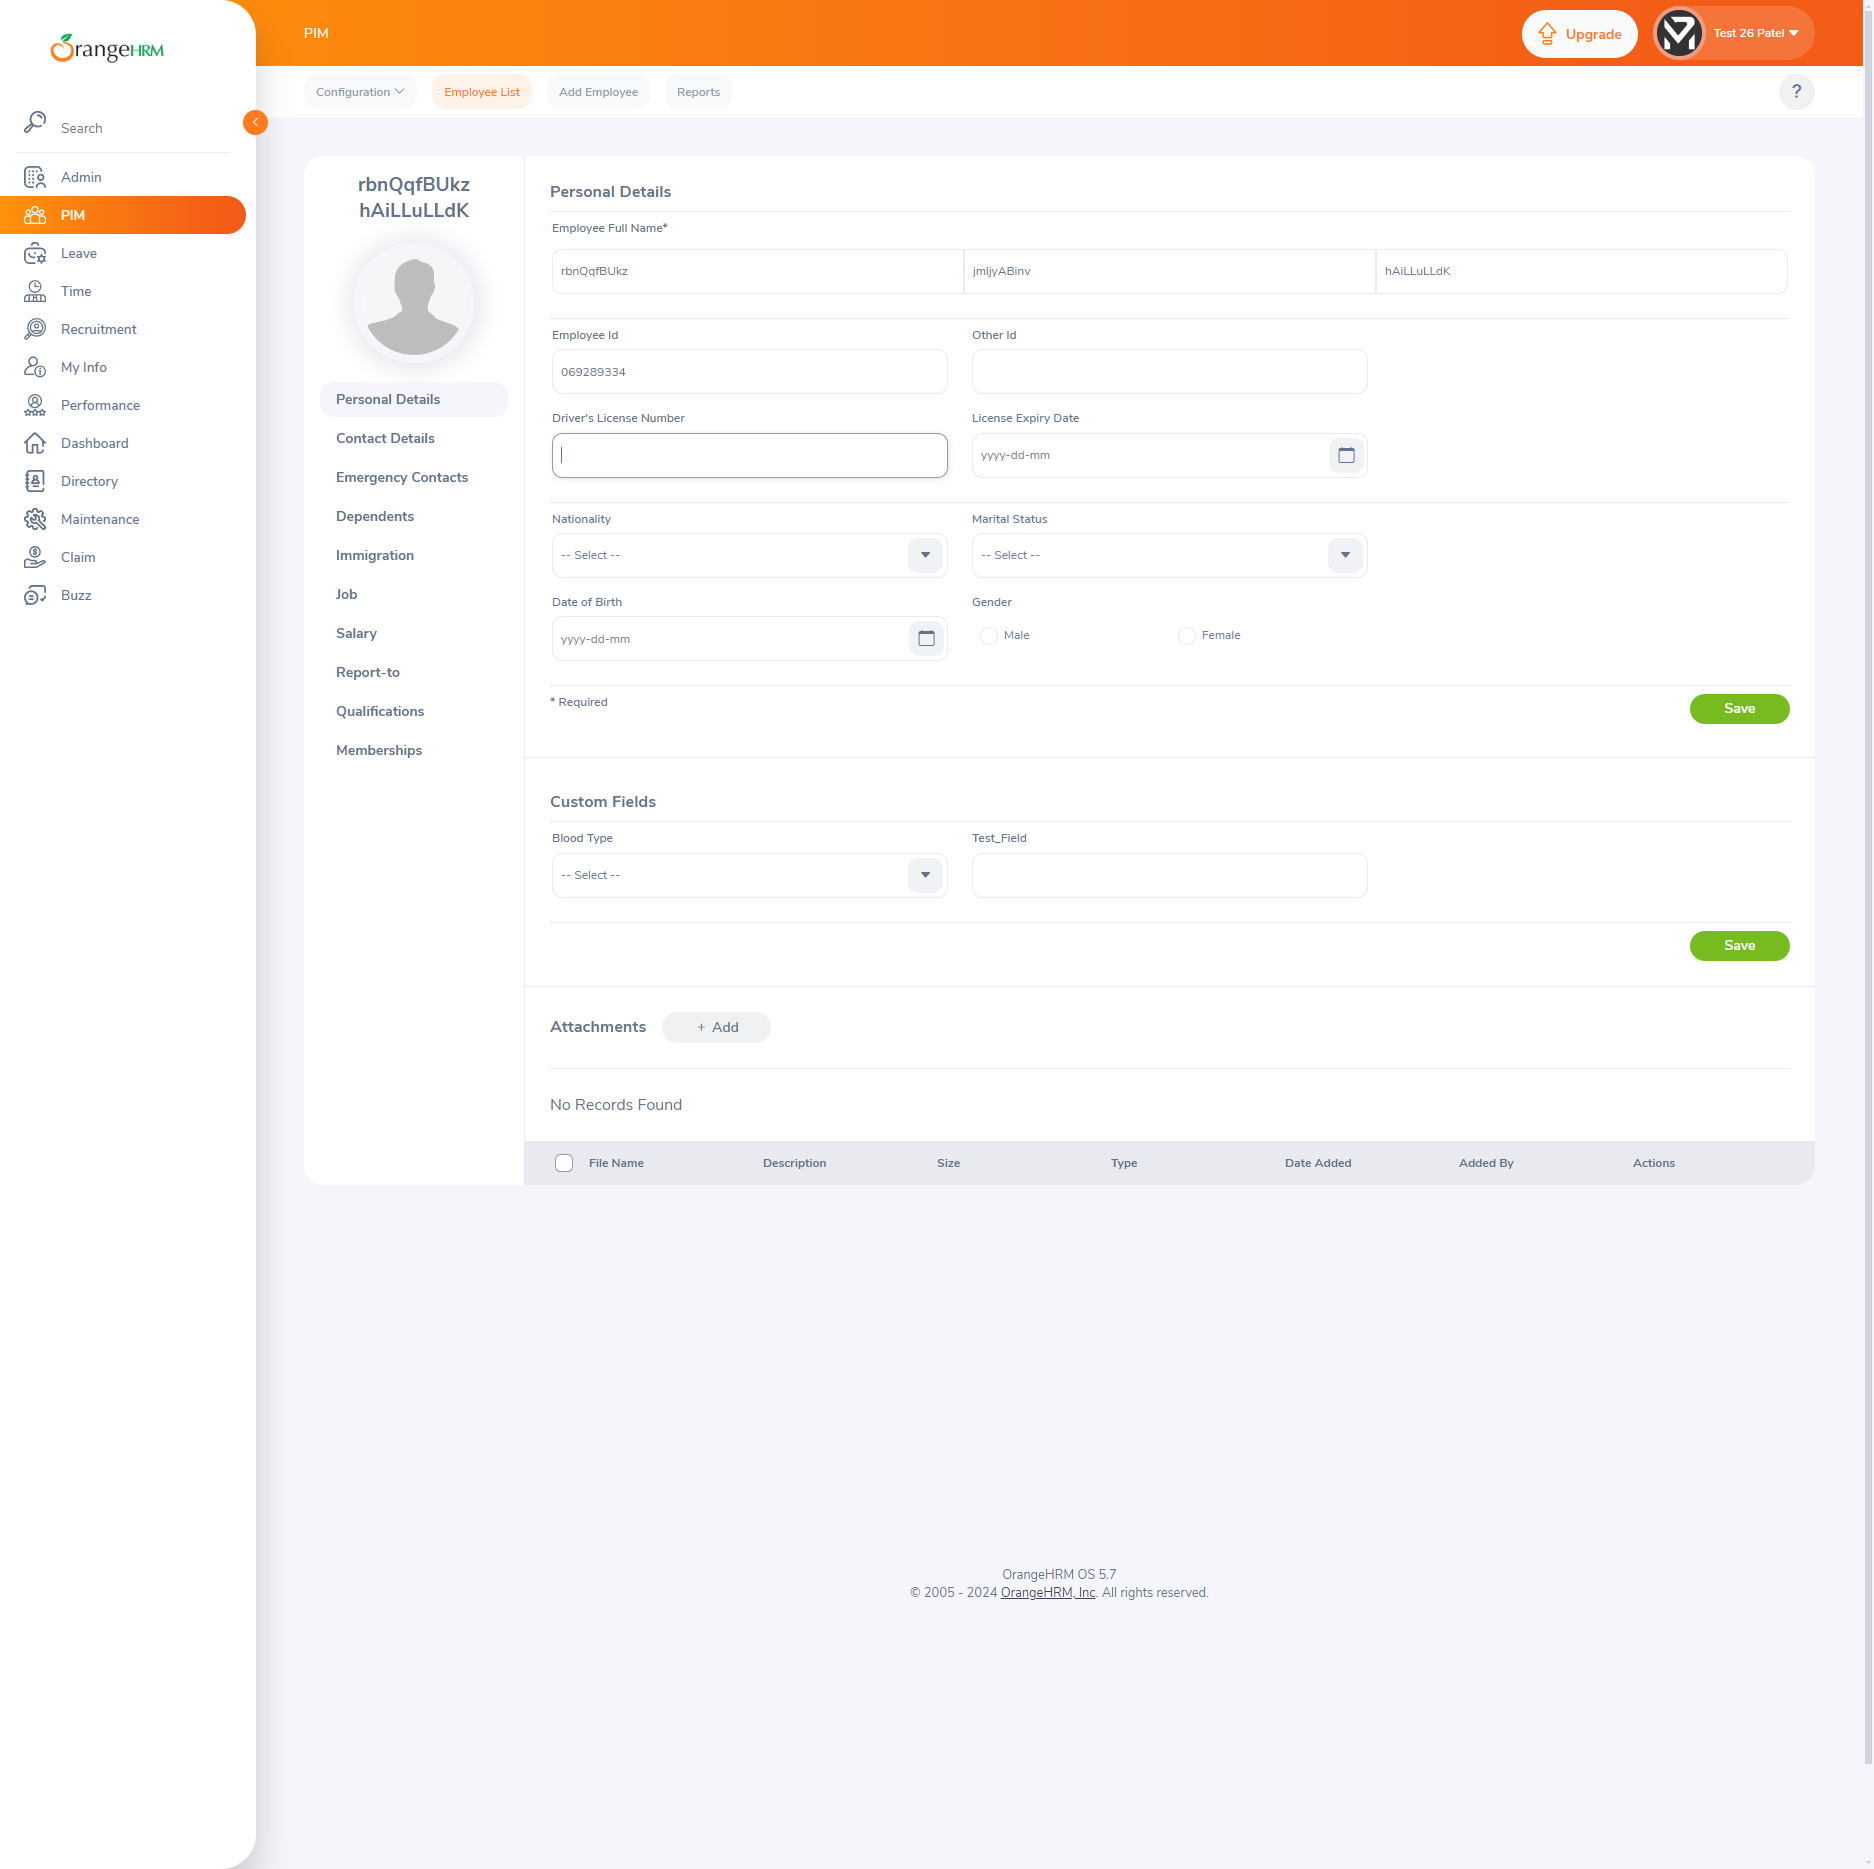 OrangeHRM
Search
Admin
PIM
Leave
Time
Recruitment
My Info
Performance
Dashboard
Directory
Maintenance
Claim
Buzz
PIM
Upgrade
Test 26 Patel
Configuration
Employee List
Add Employee
Reports
?
rbnQqfBUkz
hAiLLuLLdK
Personal Details
Contact Details
Emergency Contacts
Dependents
Immigration
Job
Salary
Report-to
Qualifications
Memberships
Personal Details
Employee Full Name*
rbnQqfBUkz jmljyABinv hAiLLuLLdK
Employee Id Other Id
069289334
Driver's License Number License Expiry Date
yyyy-dd-mm
Nationality Marital Status
-- Select -- -- Select --
Date of Birth Gender
yyyy-dd-mm Male Female
* Required Save
Custom Fields
Blood Type Test_Field
-- Select --
Save
Attachments + Add
No Records Found
File Name Description Size Type Date Added Added By Actions
OrangeHRM OS 5.7
© 2005 - 2024 OrangeHRM, Inc. All rights reserved.